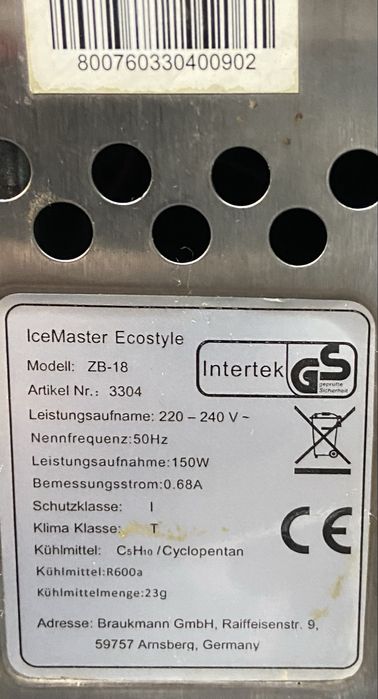 800760330400902
IceMaster Ecostyle
Modell: ZB-18
Intertek GS geprüfte Sicherheit
Artikel Nr.: 3304
Leistungsaufname: 220 – 240 V ~
Nennfrequenz:50Hz
Leistungsaufnahme:150W
Bemessungsstrom:0.68A
Schutzklasse: I
Klima Klasse: T
CE
Kühlmittel: C₅H₁₀ /Cyclopentan
Kühlmittel:R600a
Kühlmittelmenge:23g
Adresse: Braukmann GmbH, Raiffeisenstr. 9,
59757 Arnsberg, Germany